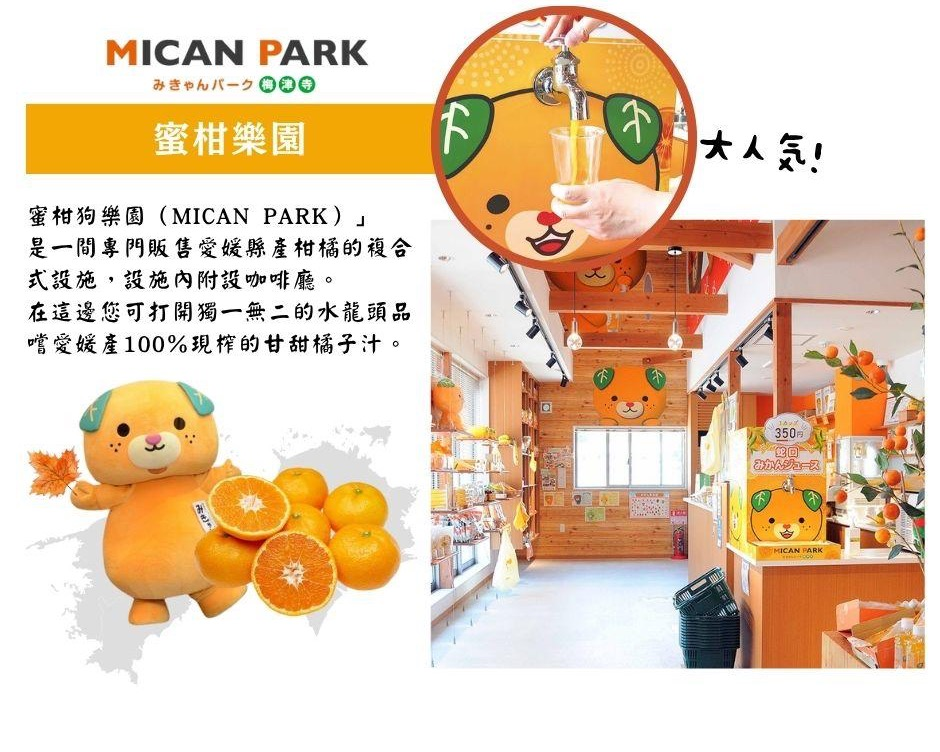 MICAN PARK
みきゃんパーク 梅津寺
蜜柑樂園
大人気!
蜜柑狗樂園（MICAN PARK）」
是一間專門販售愛媛縣產柑橘的複合
式設施，設施內附設咖啡廳。
在這邊您可打開獨一無二的水龍頭品
嚐愛媛產100%現榨的甘甜橘子汁。
みきゃ
350円
蛇口
みかんジュース
MICAN PARK